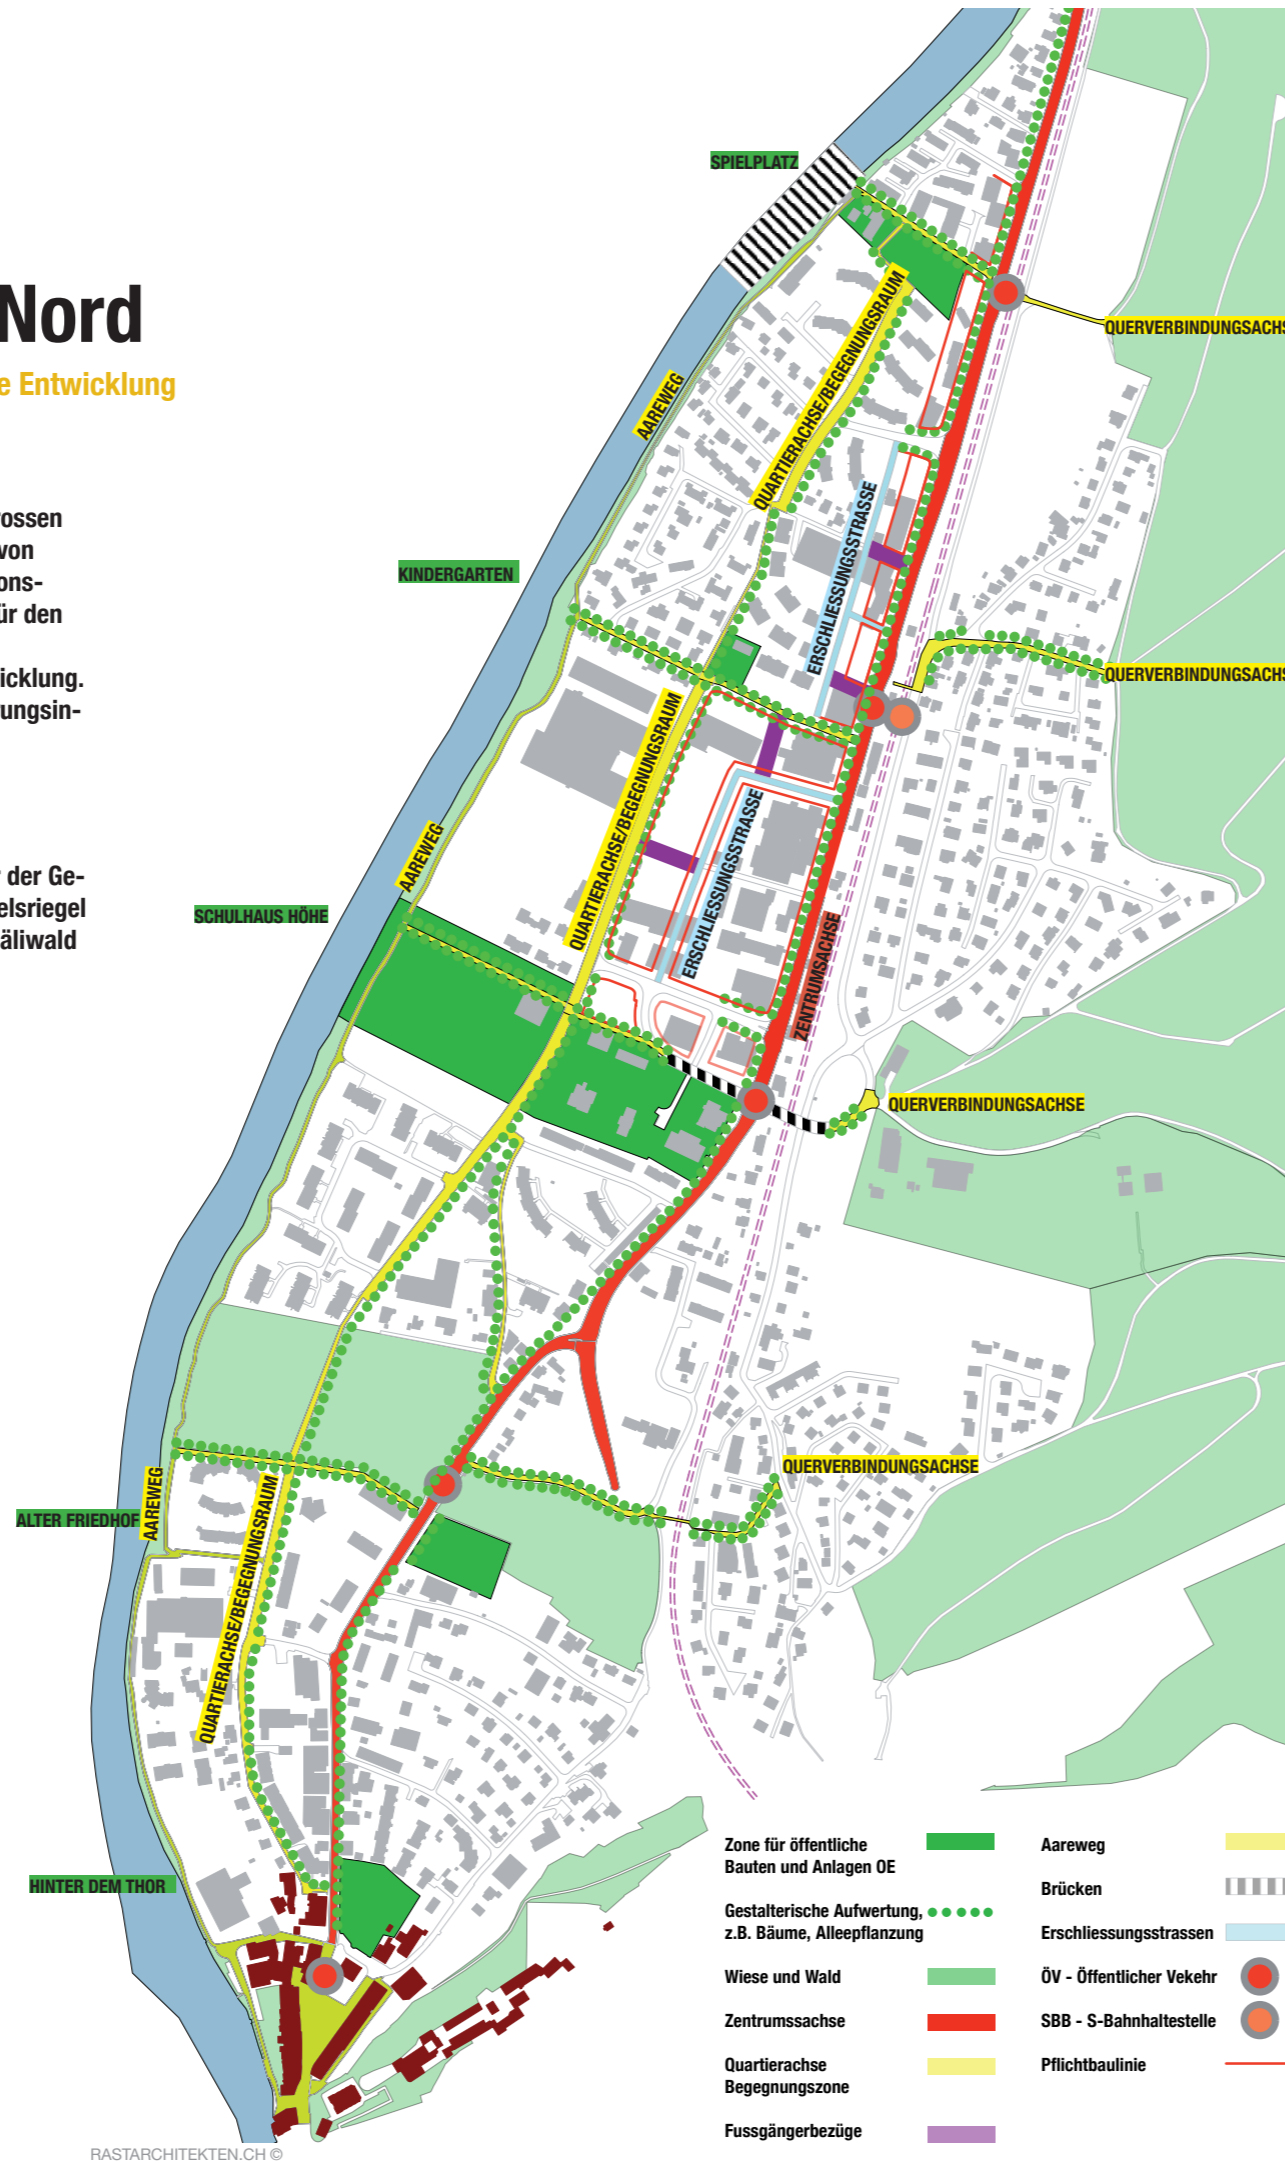 SPIELPLATZ
Nord
e Entwicklung
rossen
von
ons-
ür den
icklung.
rungsin-
r der Ge-
elsriegel
äliwald
QUERVERBINDUNGSACHS
AAREWEG
QUARTIERACHSE/BEGEGNUNGSRAUM
ERSCHLIESSUNGSSTRASSE
KINDERGARTEN
QUERVERBINDUNGSACHS
QUARTIERACHSE/BEGEGNUNGSRAUM
ERSCHLIESSUNGSSTRASSE
AAREWEG
SCHULHAUS HÖHE
ZENTRUMSACHSE
QUERVERBINDUNGSACHSE
QUERVERBINDUNGSACHSE
AAREWEG
ALTER FRIEDHOF
QUARTIERACHSE/BEGEGNUNGSRAUM
HINTER DEM THOR
Zone für öffentliche
Bauten und Anlagen OE
Gestalterische Aufwertung,
z.B. Bäume, Alleepflanzung
Wiese und Wald
Zentrumssachse
Quartierachse
Begegnungszone
Fussgängerbezüge
Aareweg
Brücken
Erschliessungsstrassen
ÖV - Öffentlicher Vekehr
SBB - S-Bahnhaltestelle
Pflichtbaulinie
RASTARCHITEKTEN.CH ©